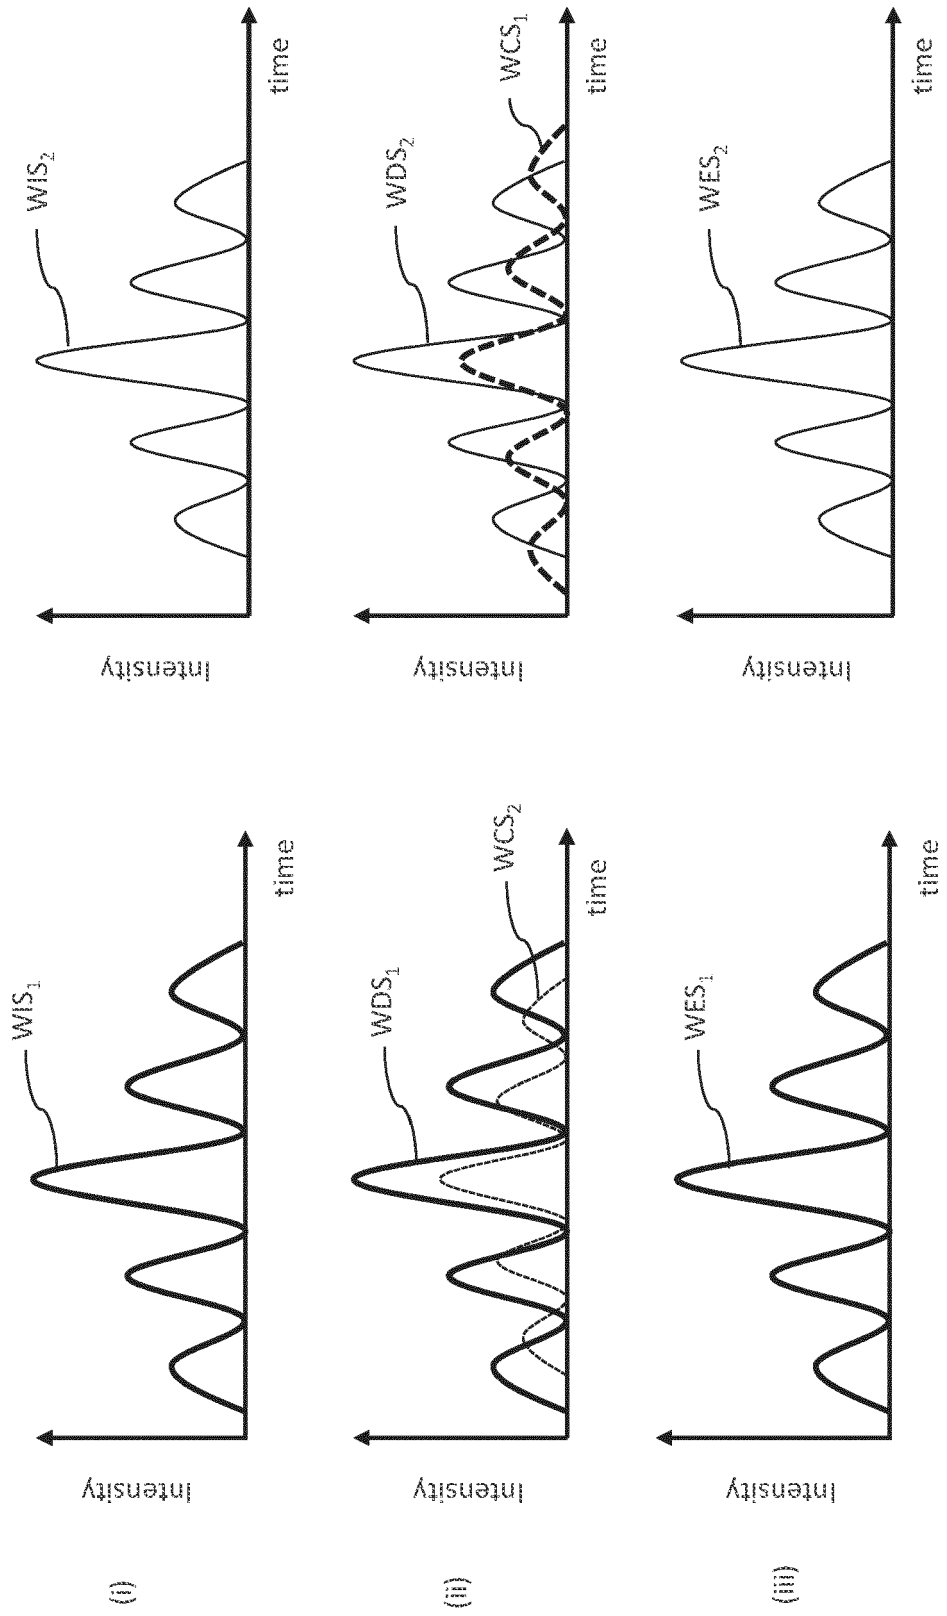 (i)
Intensity
WIS₁
time
Intensity
WIS₂
time
(ii)
Intensity
WDS₁
WCS₂
time
Intensity
WDS₂
WCS₁
time
(iii)
Intensity
WES₁
time
Intensity
WES₂
time